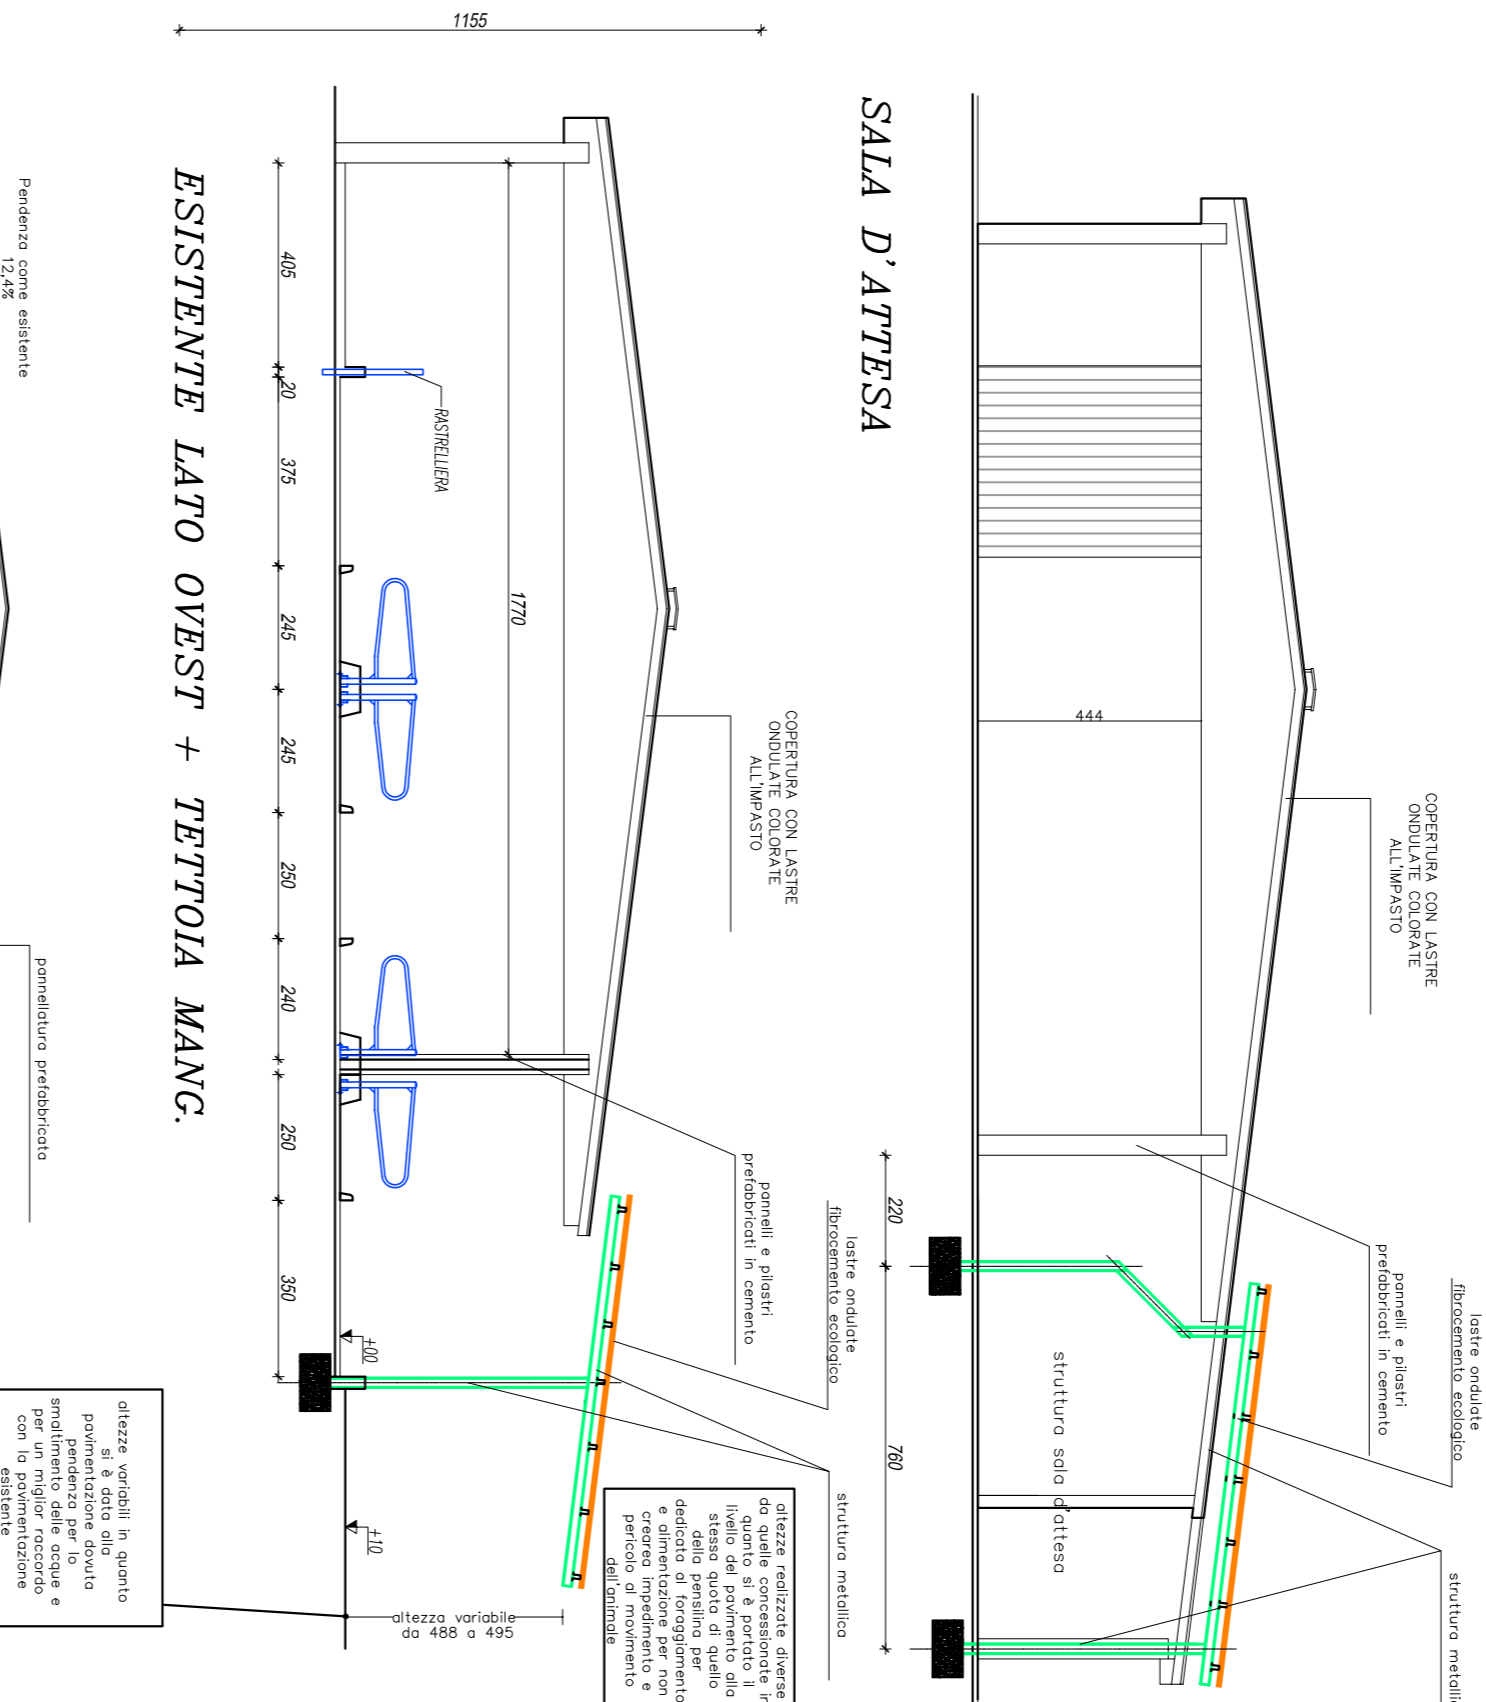 1155
SALA D'ATTESA
444
COPERTURA CON LASTRE
ONDULATE COLORATE
ALL'IMPASTO
220
760
pannelli e pilastri
prefabbricati in cemento
lastre ondulate
fibrocemento ecologico
struttura sala d'attesa
struttura metalli
ESISTENTE LATO OVEST + TETTOIA MANG.
405
20
375
245
245
250
240
250
350
1770
RASTRELLIERA
COPERTURA CON LASTRE
ONDULATE COLORATE
ALL'IMPASTO
pannelli e pilastri
prefabbricati in cemento
lastre ondulate
fibrocemento ecologico
struttura metallica
+00
+10
altezza variabile
da 488 a 495
altezze realizzate diverse
da quelle concessionate in
quanto si è portato il
livello del pavimento alla
stessa quota di quello
della pensilina per
dedicata al foraggiamento
e alimentazione per non
crearea impedimento e
pericolo al movimento
dell'animale
altezze variabili in quanto
si è data alla
pavimentazione dovuta
pendenza per lo
smaltimento delle acque e
per un miglior raccordo
con la pavimentazione
esistente
Pendenza come esistente
12,4%
pannellatura prefabbricata